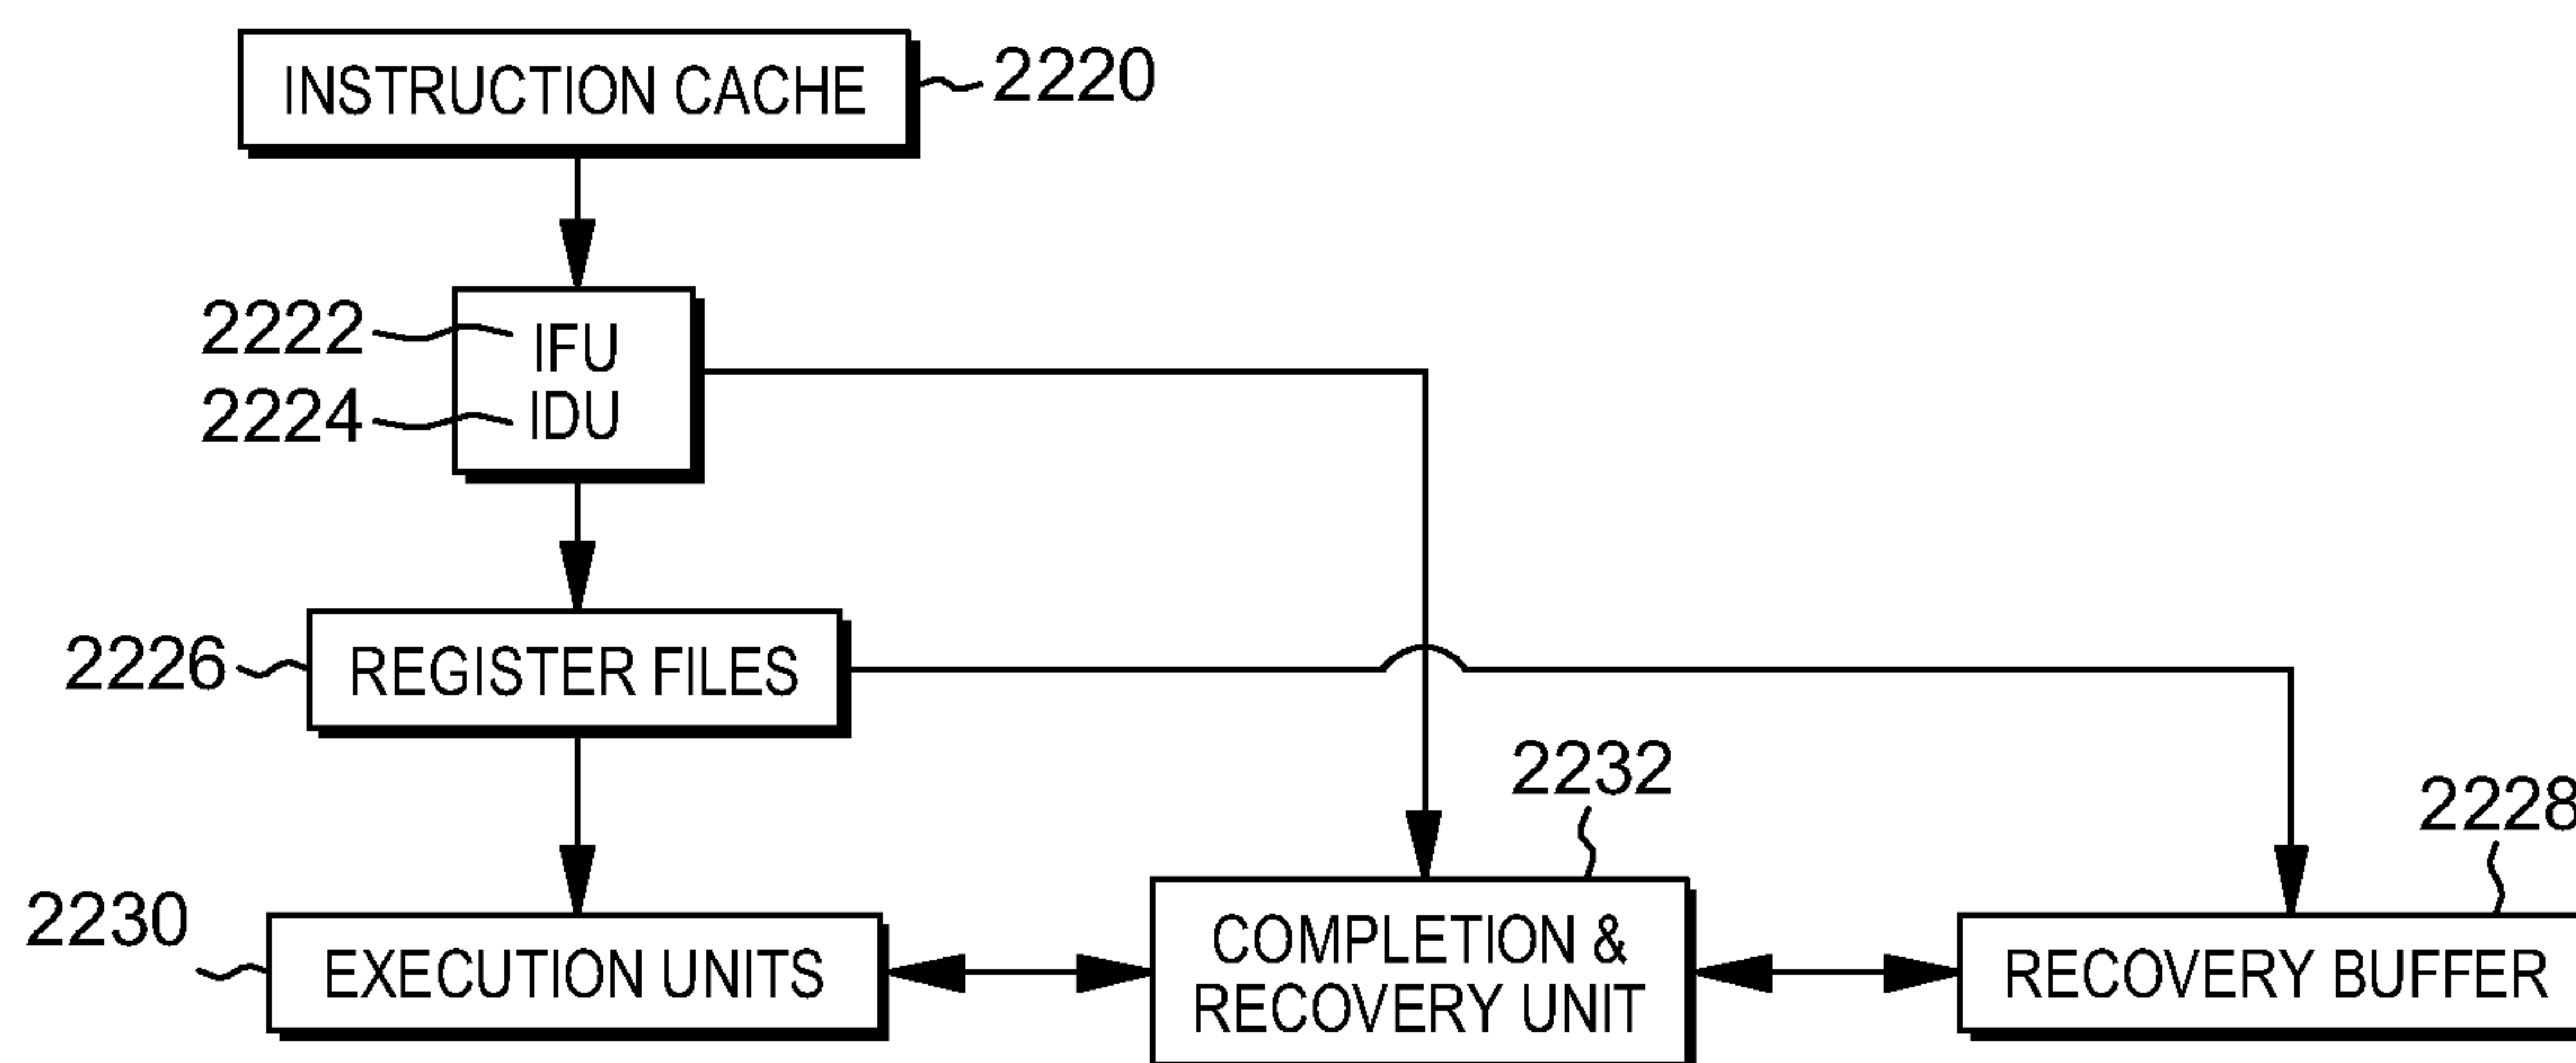 INSTRUCTION CACHE
2220
2222
IFU
2224
IDU
2226
REGISTER FILES
2232
2228
2230
EXECUTION UNITS
COMPLETION &
RECOVERY UNIT
RECOVERY BUFFER